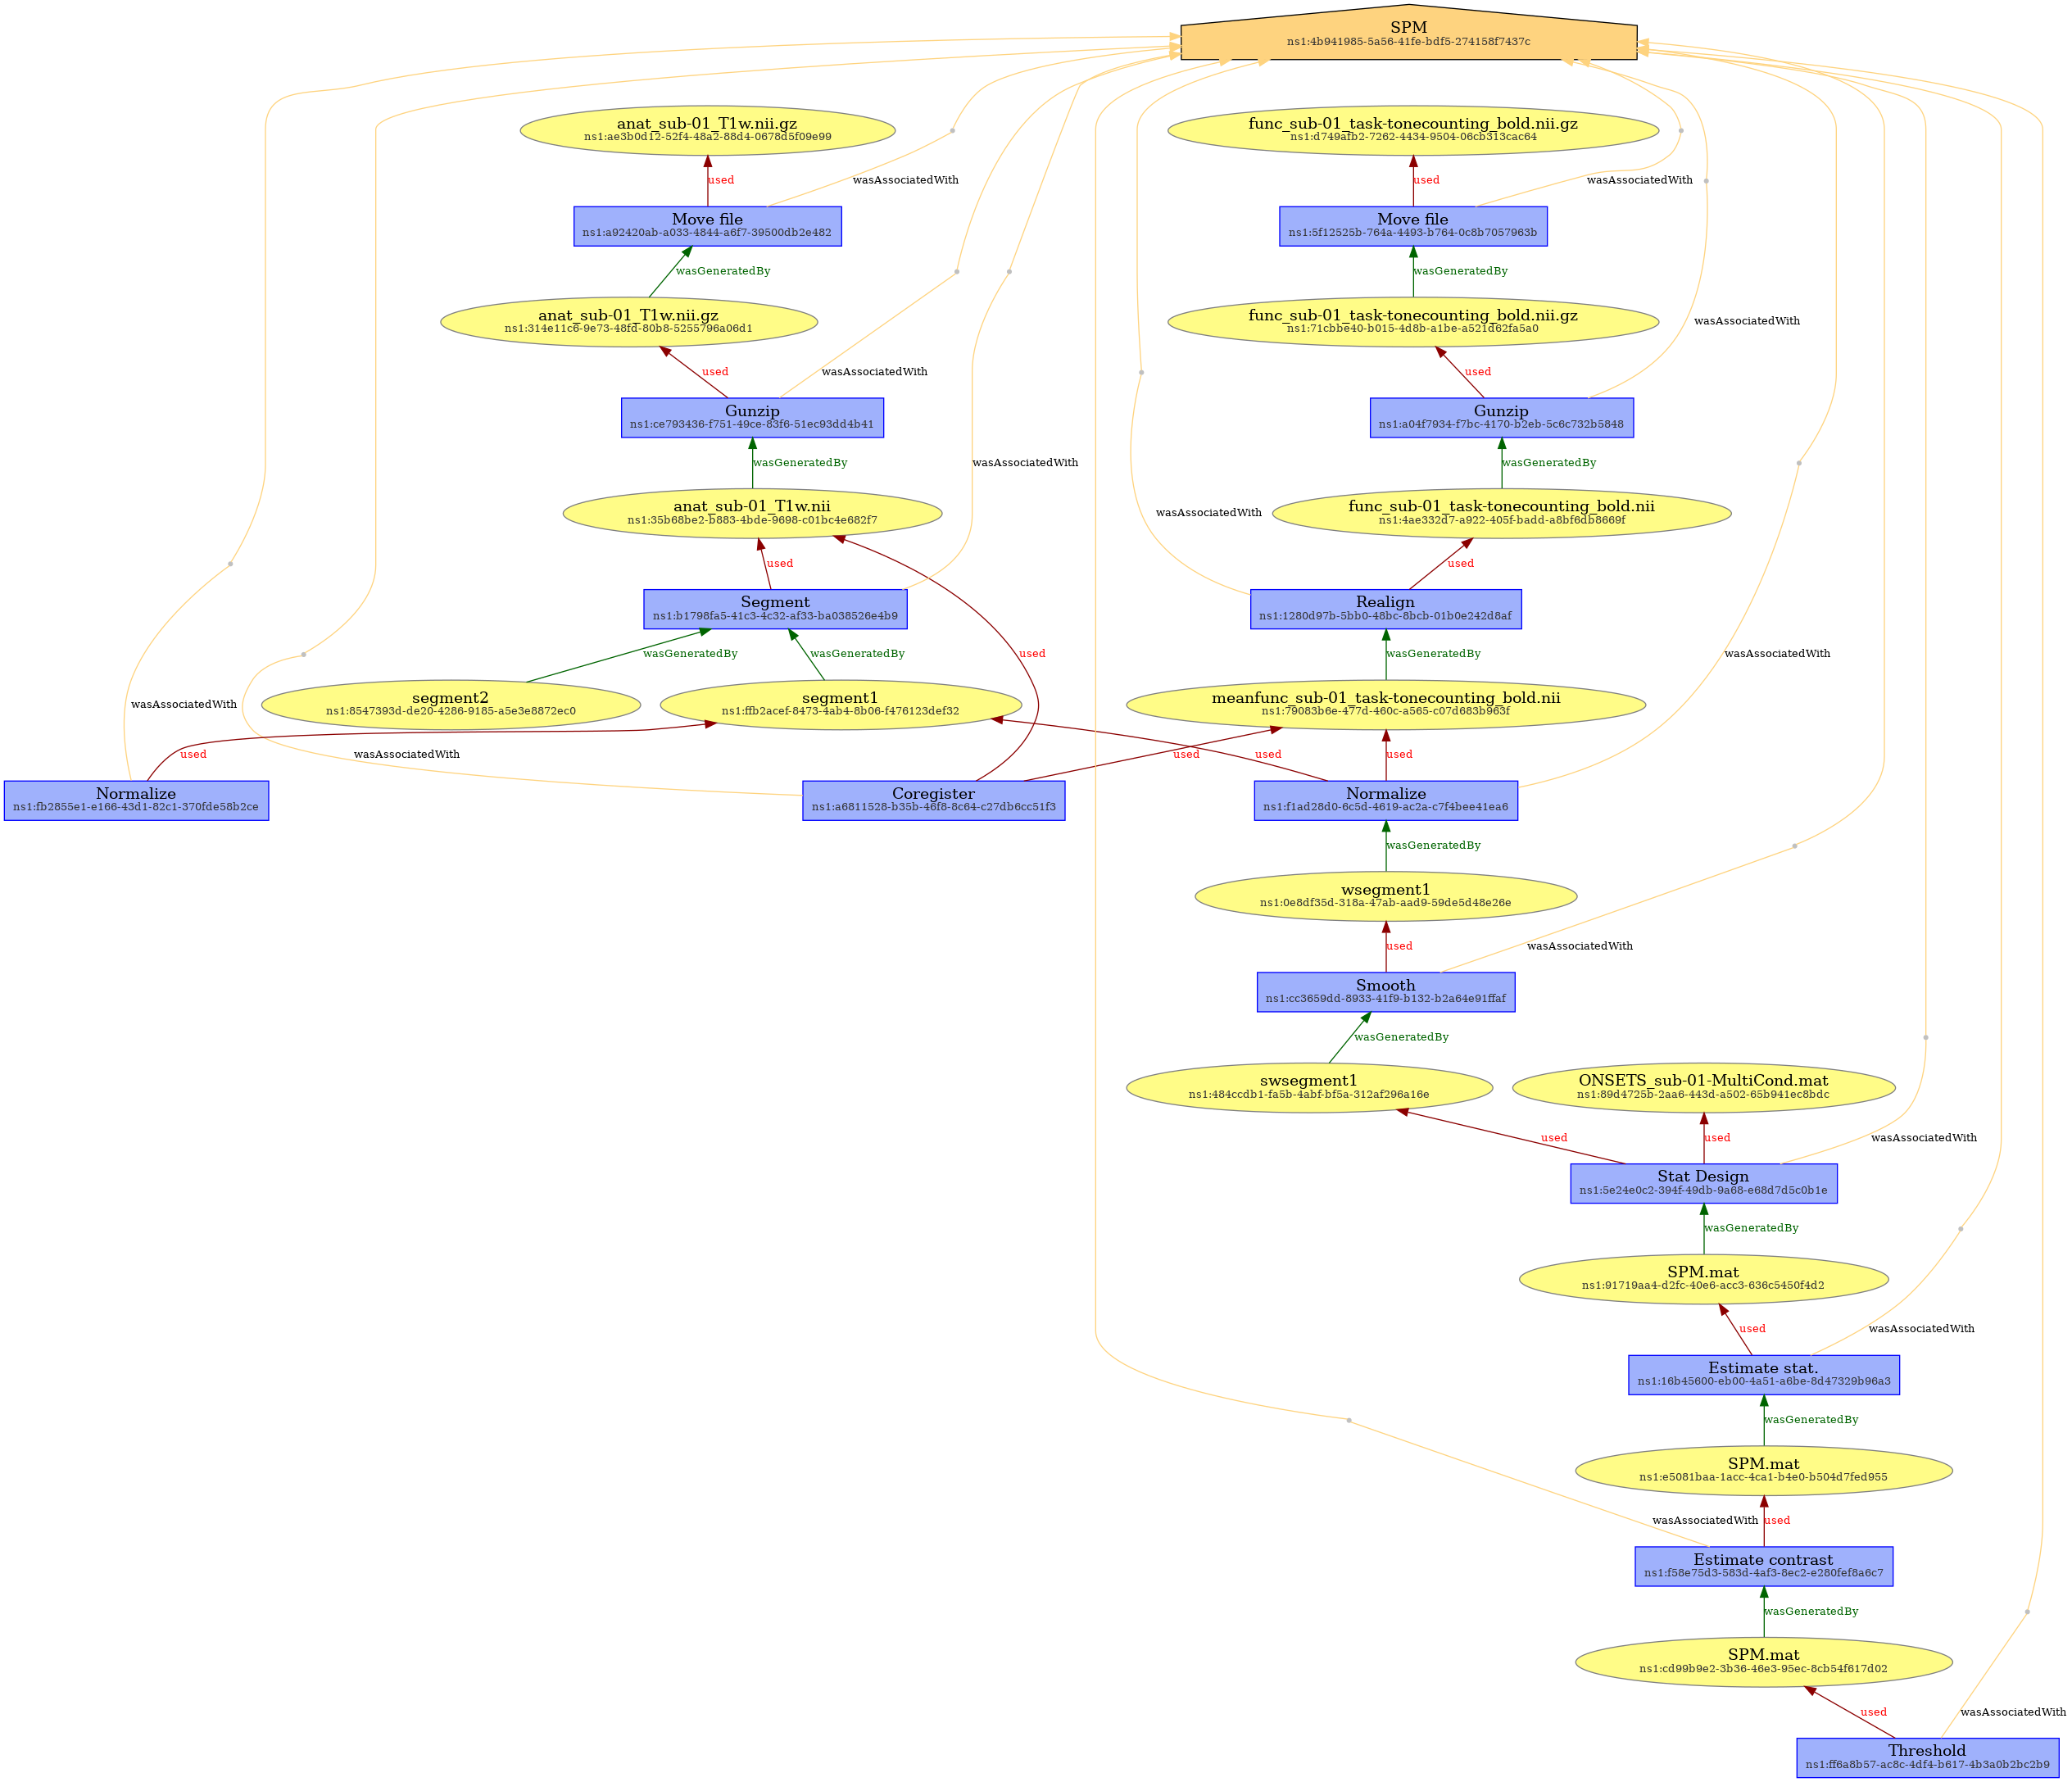 SPM
ns1:4b941985-5a56-41fe-bdf5-274158f7437c
anat_sub-01_T1w.nii.gz
ns1:ae3b0d12-52f4-48a2-88d4-0678d5f09e99
func_sub-01_task-tonecounting_bold.nii.gz
ns1:d749afb2-7262-4434-9504-06cb313cac64
used
wasAssociatedWith
used
wasAssociatedWith
Move file
ns1:a92420ab-a033-4844-a6f7-39500db2e482
Move file
ns1:5f12525b-764a-4493-b764-0c8b7057963b
wasGeneratedBy
wasGeneratedBy
anat_sub-01_T1w.nii.gz
ns1:314e11c6-9e73-48fd-80b8-5255796a06d1
func_sub-01_task-tonecounting_bold.nii.gz
ns1:71cbbe40-b015-4d8b-a1be-a521d62fa5a0
wasAssociatedWith
used
wasAssociatedWith
used
Gunzip
ns1:ce793436-f751-49ce-83f6-51ec93dd4b41
Gunzip
ns1:a04f7934-f7bc-4170-b2eb-5c6c732b5848
wasGeneratedBy
wasAssociatedWith
wasGeneratedBy
anat_sub-01_T1w.nii
ns1:35b68be2-b883-4bde-9698-c01bc4e682f7
wasAssociatedWith
func_sub-01_task-tonecounting_bold.nii
ns1:4ae332d7-a922-405f-badd-a8bf6db8669f
used
used
Segment
ns1:b1798fa5-41c3-4c32-af33-ba038526e4b9
Realign
ns1:1280d97b-5bb0-48bc-8bcb-01b0e242d8af
wasGeneratedBy
wasGeneratedBy
used
wasGeneratedBy
wasAssociatedWith
segment2
ns1:8547393d-de20-4286-9185-a5e3e8872ec0
segment1
ns1:ffb2acef-8473-4ab4-8b06-f476123def32
meanfunc_sub-01_task-tonecounting_bold.nii
ns1:79083b6e-477d-460c-a565-c07d683b963f
wasAssociatedWith
used
wasAssociatedWith
used
used
used
Normalize
ns1:fb2855e1-e166-43d1-82c1-370fde58b2ce
Coregister
ns1:a6811528-b35b-46f8-8c64-c27db6cc51f3
Normalize
ns1:f1ad28d0-6c5d-4619-ac2a-c7f4bee41ea6
wasGeneratedBy
wsegment1
ns1:0e8df35d-318a-47ab-aad9-59de5d48e26e
used
wasAssociatedWith
Smooth
ns1:cc3659dd-8933-41f9-b132-b2a64e91ffaf
wasGeneratedBy
swsegment1
ns1:484ccdb1-fa5b-4abf-bf5a-312af296a16e
ONSETS_sub-01-MultiCond.mat
ns1:89d4725b-2aa6-443d-a502-65b941ec8bdc
used
used
wasAssociatedWith
Stat Design
ns1:5e24e0c2-394f-49db-9a68-e68d7d5c0b1e
wasGeneratedBy
SPM.mat
ns1:91719aa4-d2fc-40e6-acc3-636c5450f4d2
used
wasAssociatedWith
Estimate stat.
ns1:16b45600-eb00-4a51-a6be-8d47329b96a3
wasGeneratedBy
SPM.mat
ns1:e5081baa-1acc-4ca1-b4e0-b504d7fed955
wasAssociatedWith
used
Estimate contrast
ns1:f58e75d3-583d-4af3-8ec2-e280fef8a6c7
wasGeneratedBy
SPM.mat
ns1:cd99b9e2-3b36-46e3-95ec-8cb54f617d02
used
wasAssociatedWith
Threshold
ns1:ff6a8b57-ac8c-4df4-b617-4b3a0b2bc2b9